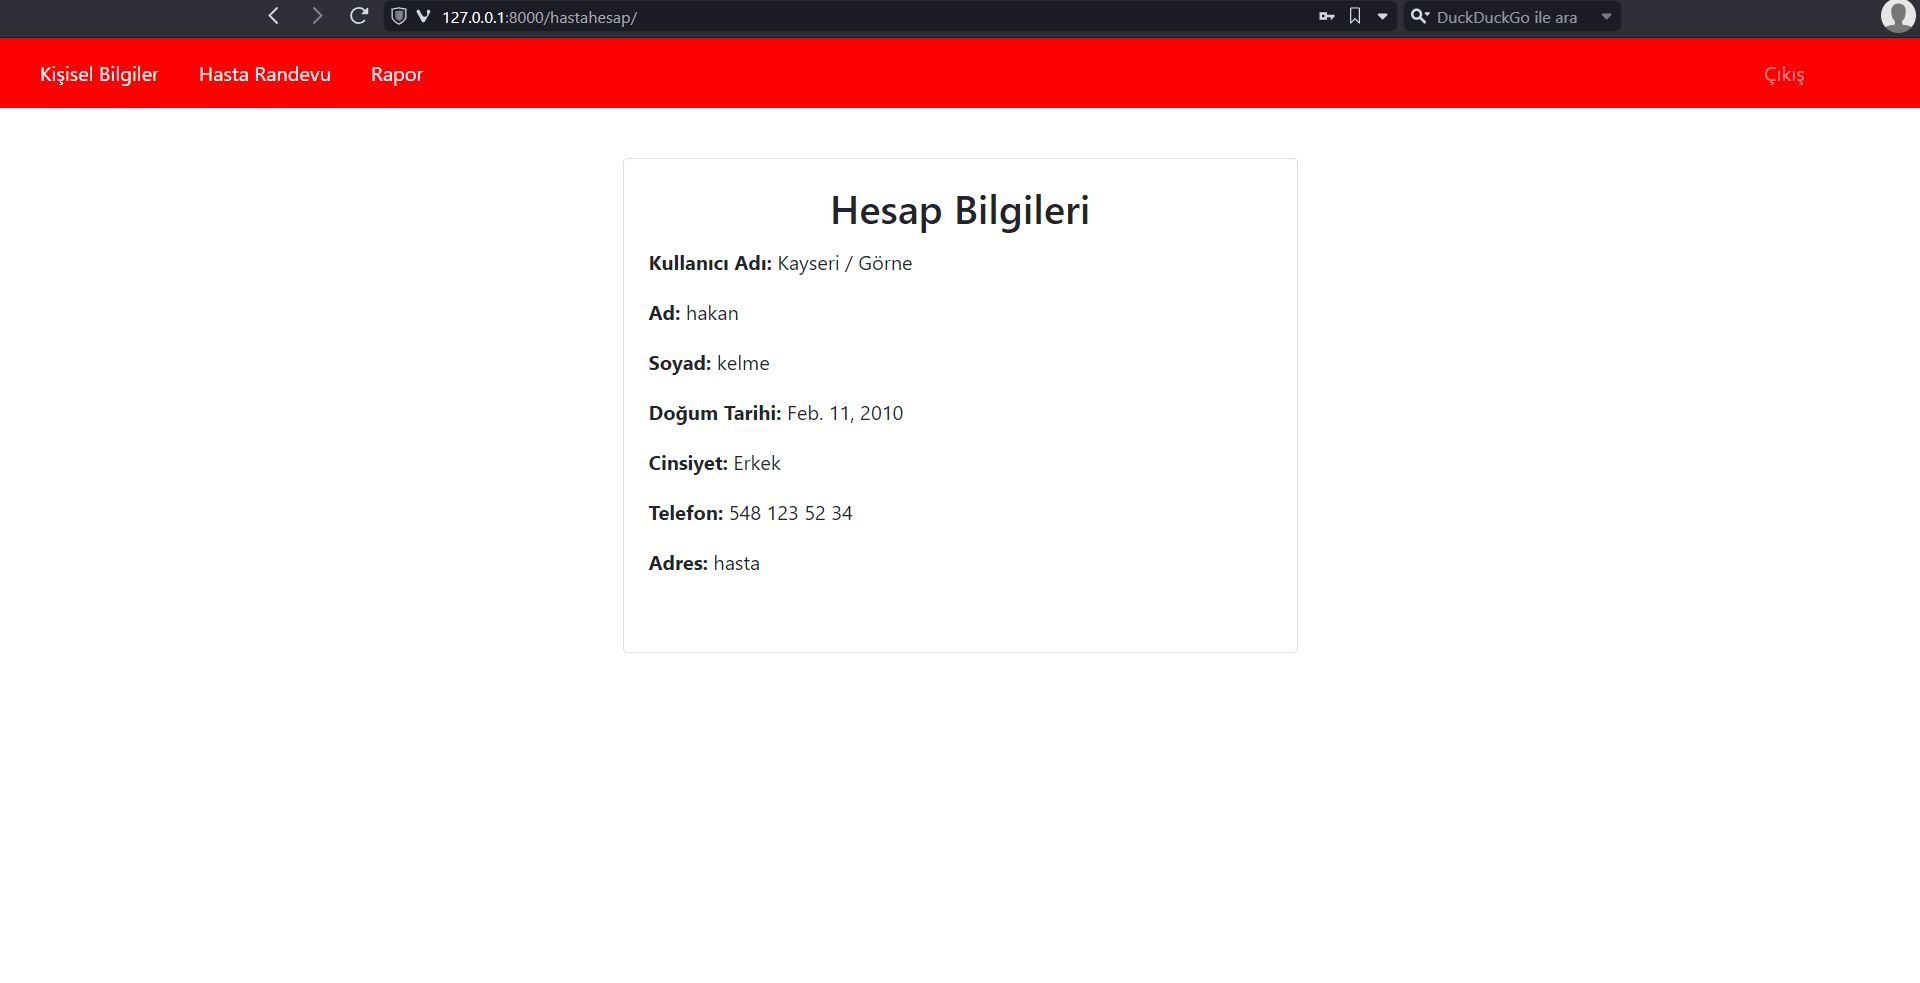 127.0.0.1:8000/hastahesap/
DuckDuckGo ile ara
Kişisel Bilgiler Hasta Randevu Rapor Çıkış
Hesap Bilgileri
Kullanıcı Adı: Kayseri / Görne
Ad: hakan
Soyad: kelme
Doğum Tarihi: Feb. 11, 2010
Cinsiyet: Erkek
Telefon: 548 123 52 34
Adres: hasta